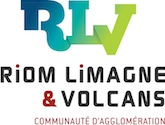 RLV
RiOM LiMAGNE
& VOLCANS
COMMUNAUTÉ D'AGGLOMÉRATION